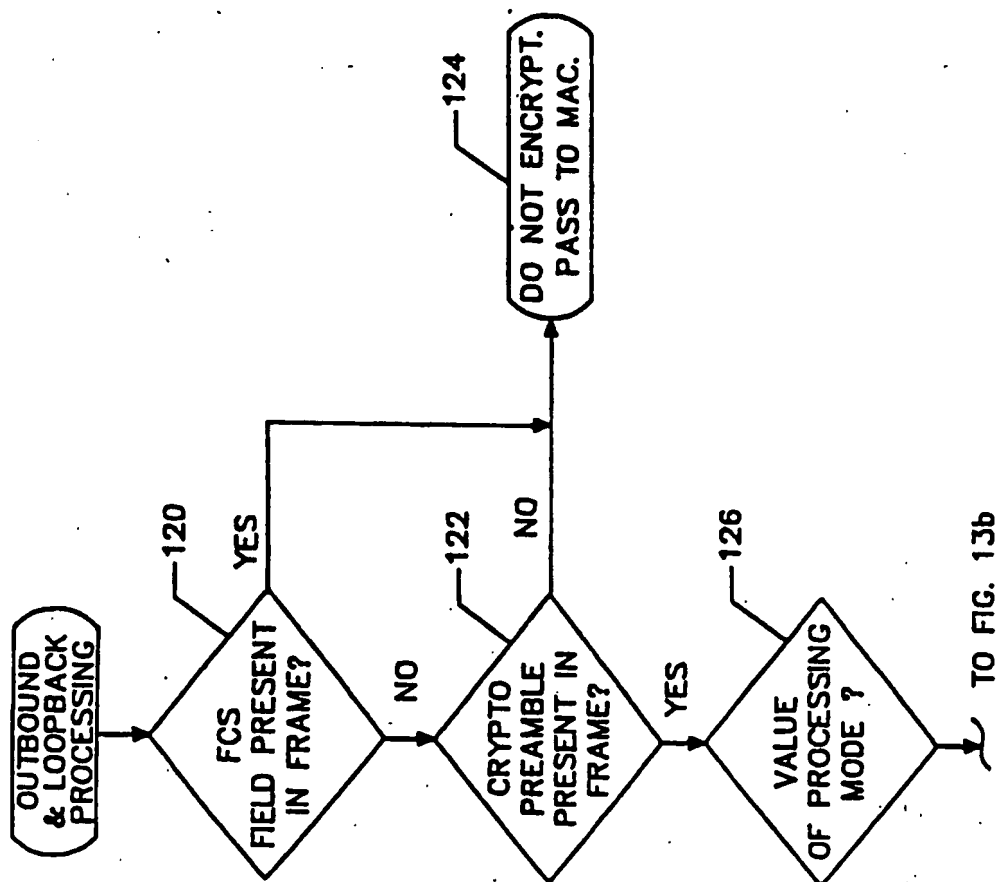 OUTBOUND
& LOOPBACK
PROCESSING
120
FCS
FIELD PRESENT
IN FRAME?
YES
NO
122
CRYPTO
PREAMBLE
PRESENT IN
FRAME?
NO
124
DO NOT ENCRYPT.
PASS TO MAC.
YES
126
VALUE
OF PROCESSING
MODE ?
TO FIG. 13b